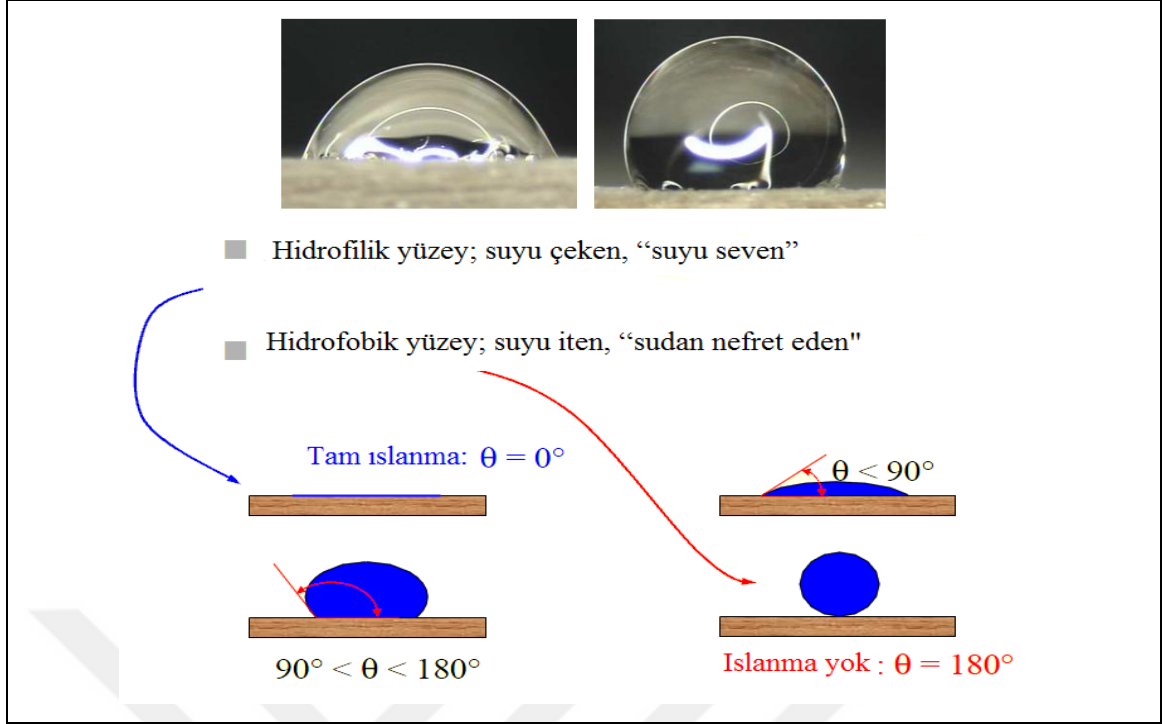 Hidrofilik yüzey; suyu çeken, “suyu seven”
Hidrofobik yüzey; suyu iten, “sudan nefret eden"
Tam ıslanma: θ = 0°
θ < 90°
90° < θ < 180°
Islanma yok : θ = 180°